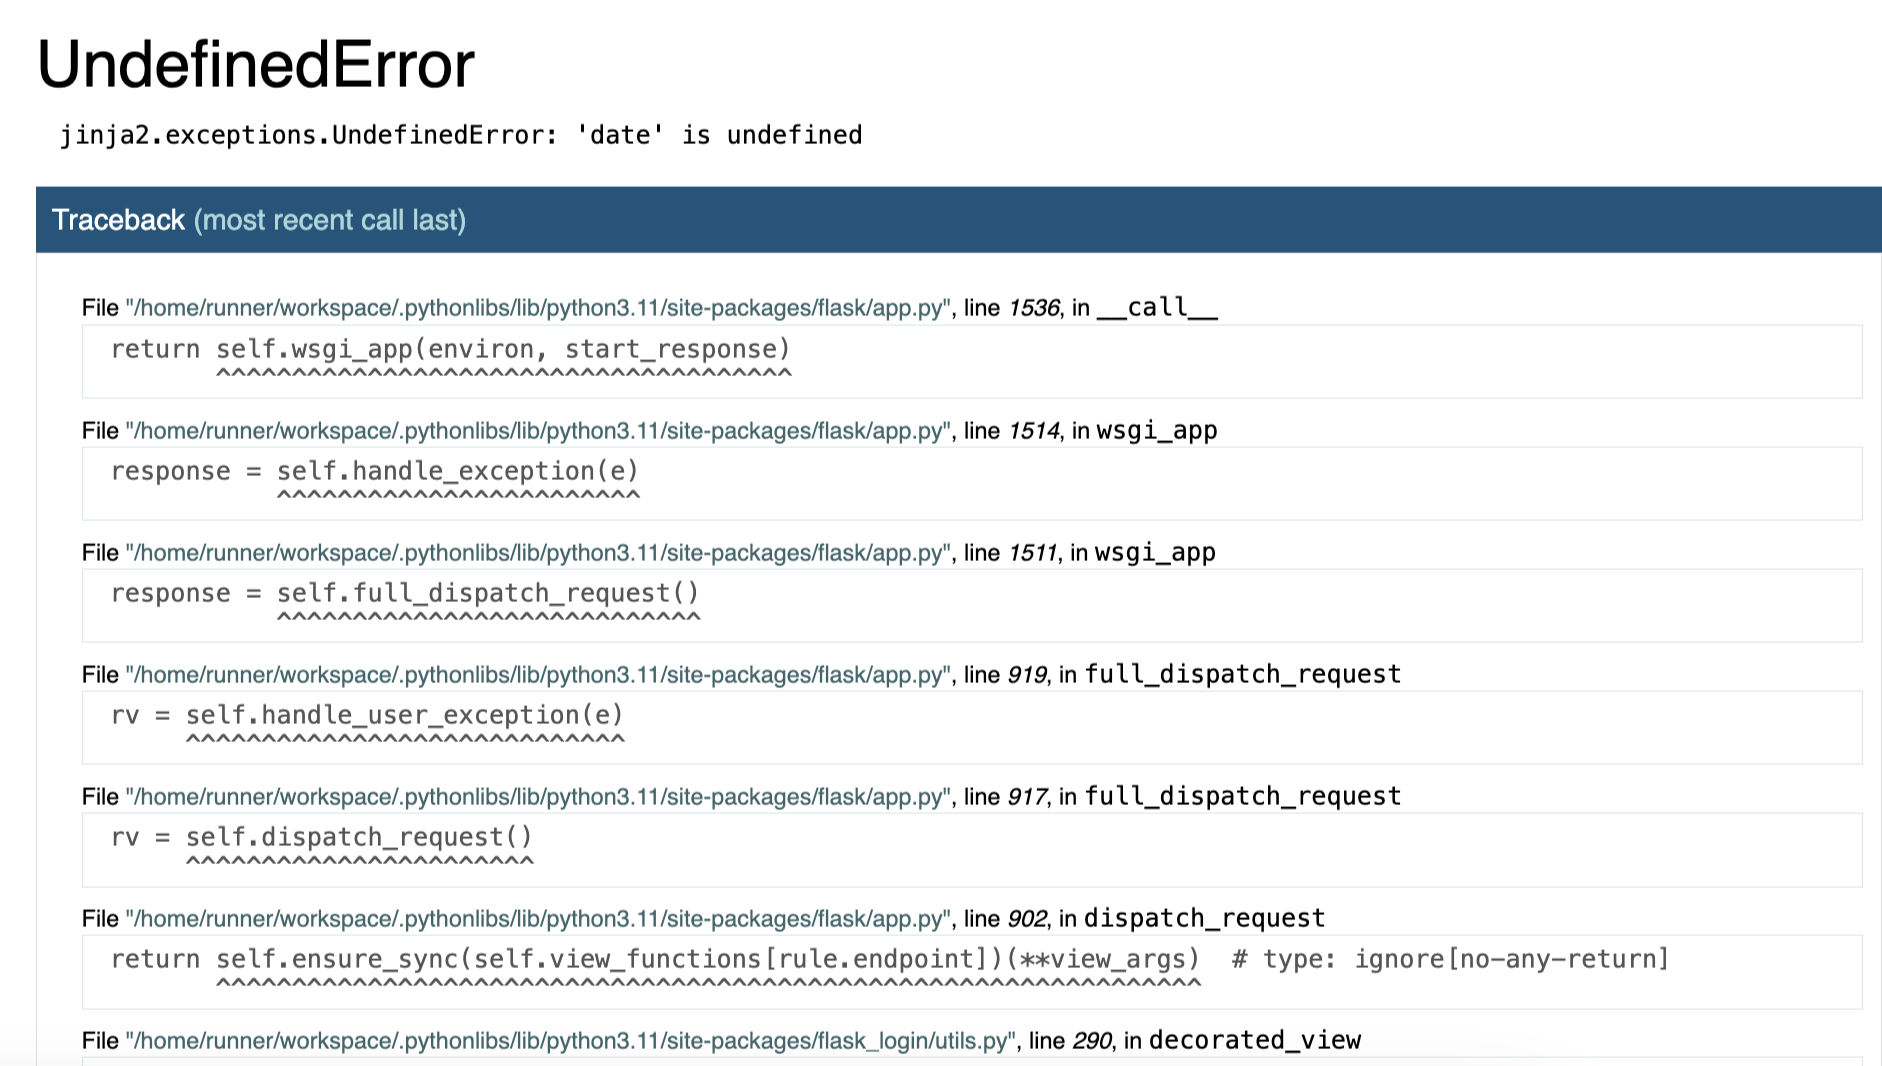 UndefinedError
jinja2.exceptions.UndefinedError: 'date' is undefined
Traceback (most recent call last)
File "/home/runner/workspace/.pythonlibs/lib/python3.11/site-packages/flask/app.py", line 1536, in __call__
return self.wsgi_app(environ, start_response)
^^^^^^^^^^^^^^^^^^^^^^^^^^^^^^^^^^^^^^
File "/home/runner/workspace/.pythonlibs/lib/python3.11/site-packages/flask/app.py", line 1514, in wsgi_app
response = self.handle_exception(e)
^^^^^^^^^^^^^^^^^^^^^^^^
File "/home/runner/workspace/.pythonlibs/lib/python3.11/site-packages/flask/app.py", line 1511, in wsgi_app
response = self.full_dispatch_request()
^^^^^^^^^^^^^^^^^^^^^^^^^^^^
File "/home/runner/workspace/.pythonlibs/lib/python3.11/site-packages/flask/app.py", line 919, in full_dispatch_request
rv = self.handle_user_exception(e)
^^^^^^^^^^^^^^^^^^^^^^^^^^^^^
File "/home/runner/workspace/.pythonlibs/lib/python3.11/site-packages/flask/app.py", line 917, in full_dispatch_request
rv = self.dispatch_request()
^^^^^^^^^^^^^^^^^^^^^^^
File "/home/runner/workspace/.pythonlibs/lib/python3.11/site-packages/flask/app.py", line 902, in dispatch_request
return self.ensure_sync(self.view_functions[rule.endpoint])(**view_args)  # type: ignore[no-any-return]
^^^^^^^^^^^^^^^^^^^^^^^^^^^^^^^^^^^^^^^^^^^^^^^^^^^^^^^^^^^^^^^^^
File "/home/runner/workspace/.pythonlibs/lib/python3.11/site-packages/flask_login/utils.py", line 290, in decorated_view